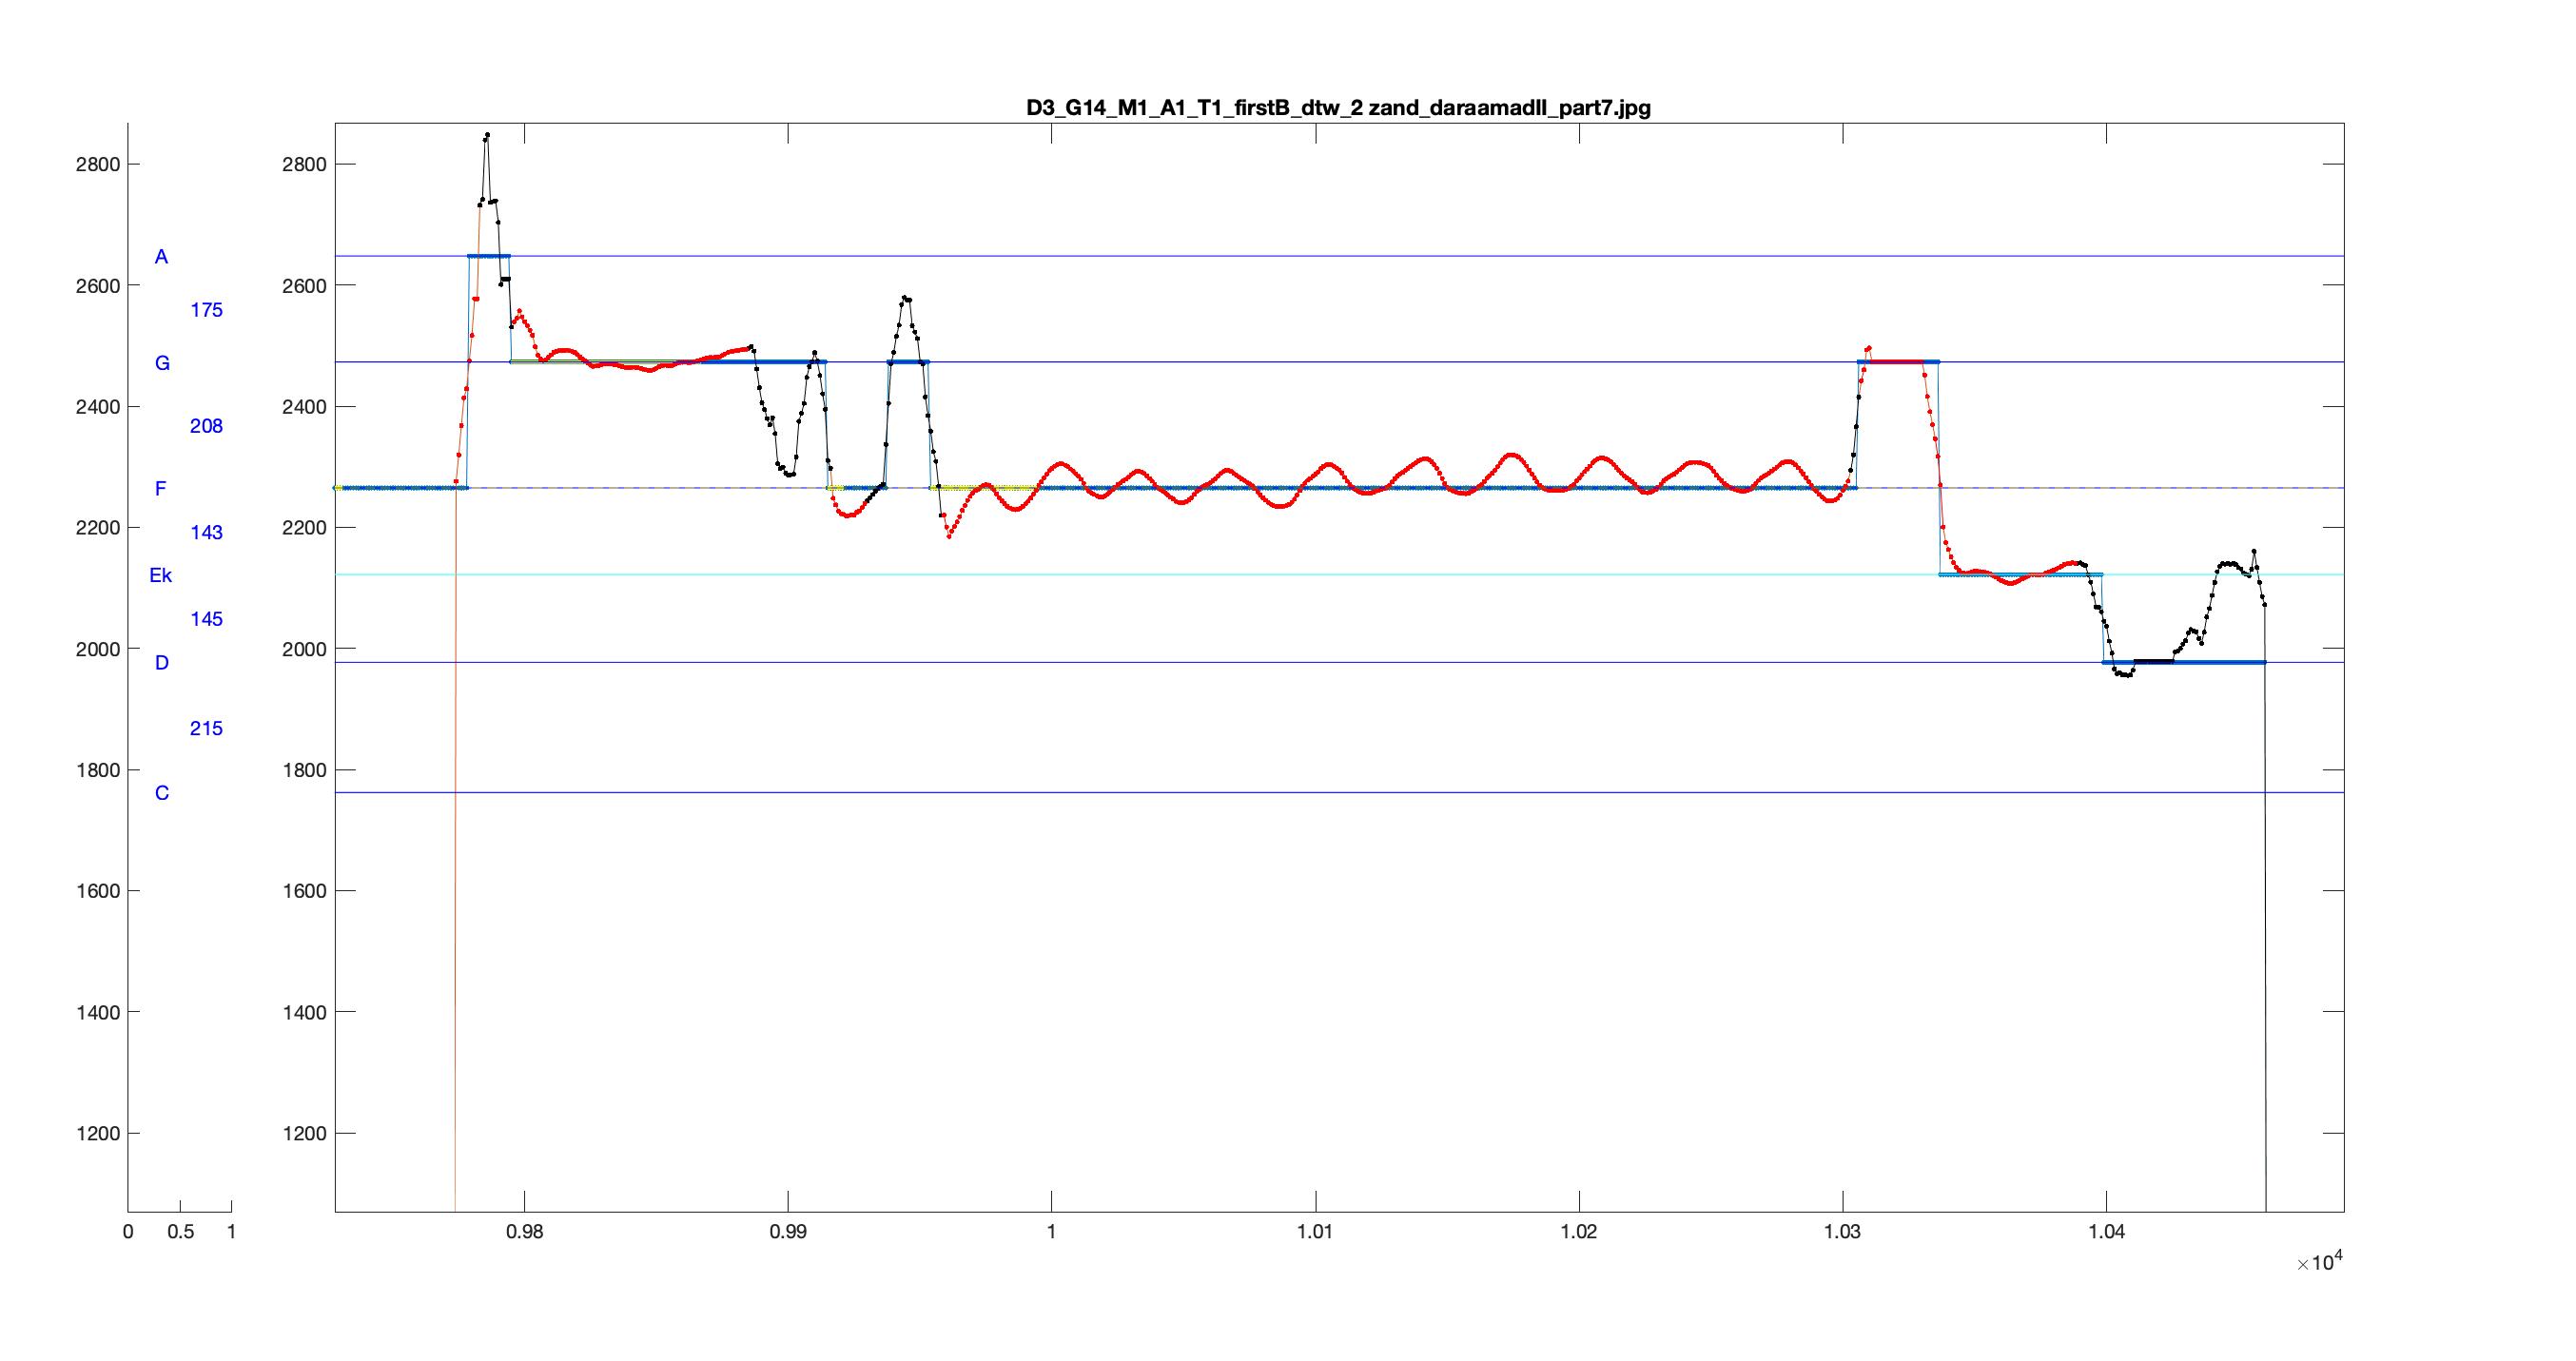 D3_G14_M1_A1_T1_firstB_dtw_2 zand_daraamadII_part7.jpg
2800 2800
A
2600 2600
175
G
2400 2400
208
F
2200 2200
143
Ek
145
2000 2000
D
215
1800 1800
C
1600 1600
1400 1400
1200 1200
0 0.5 1 0.98 0.99 1 1.01 1.02 1.03 1.04
×10⁴